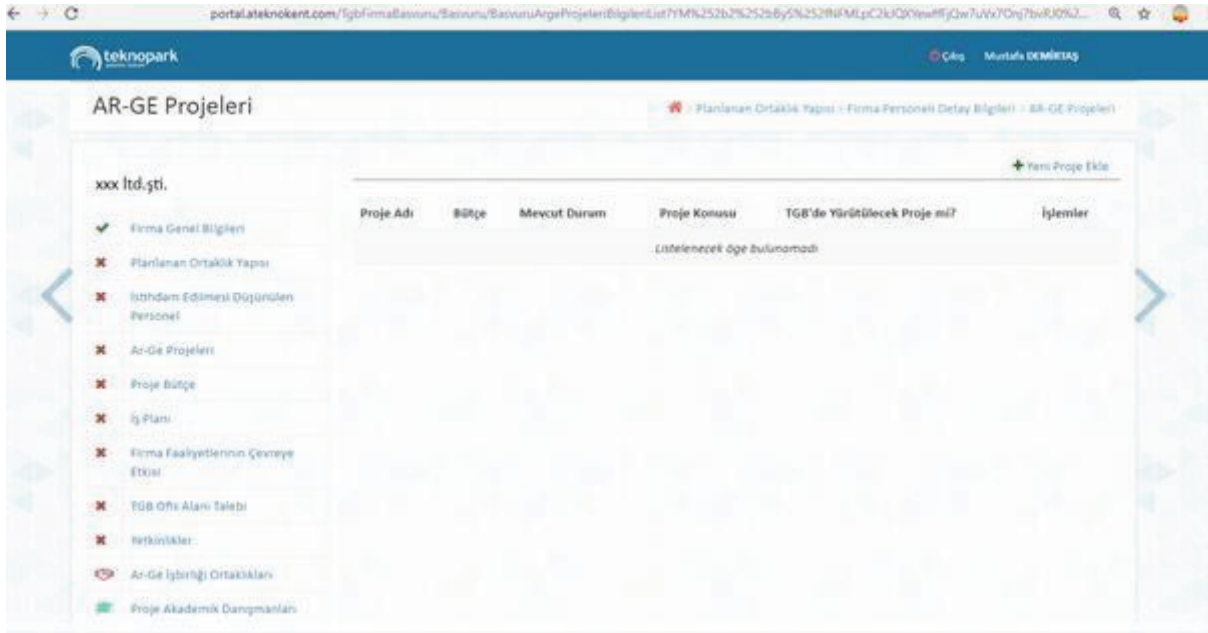 teknopark
Çıkış Mustafa DEMİRTAŞ
AR-GE Projeleri
Planlanan Ortaklık Yapısı Firma Personeli Detay Bilgileri AR-GE Projeleri
Yeni Proje Ekle
xxx ltd.şti.
Proje Adı Bütçe Mevcut Durum Proje Konusu TGB'de Yürütülecek Proje mi? İşlemler
Listelenecek öge bulunamadı
Firma Genel Bilgileri
Planlanan Ortaklık Yapısı
İstihdam Edilmesi Düşünülen
Personel
Ar-Ge Projeleri
Proje Bütçe
İş Planı
Firma Faaliyetlerinin Çevreye
Etkisi
TGB Ofis Alanı Talebi
Yetkinlikler
Ar-Ge İşbirliği Ortaklıkları
Proje Akademik Danışmanları